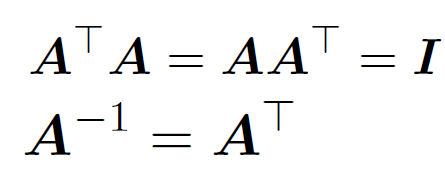 A⊤A = AA⊤ = I
A−1 = A⊤